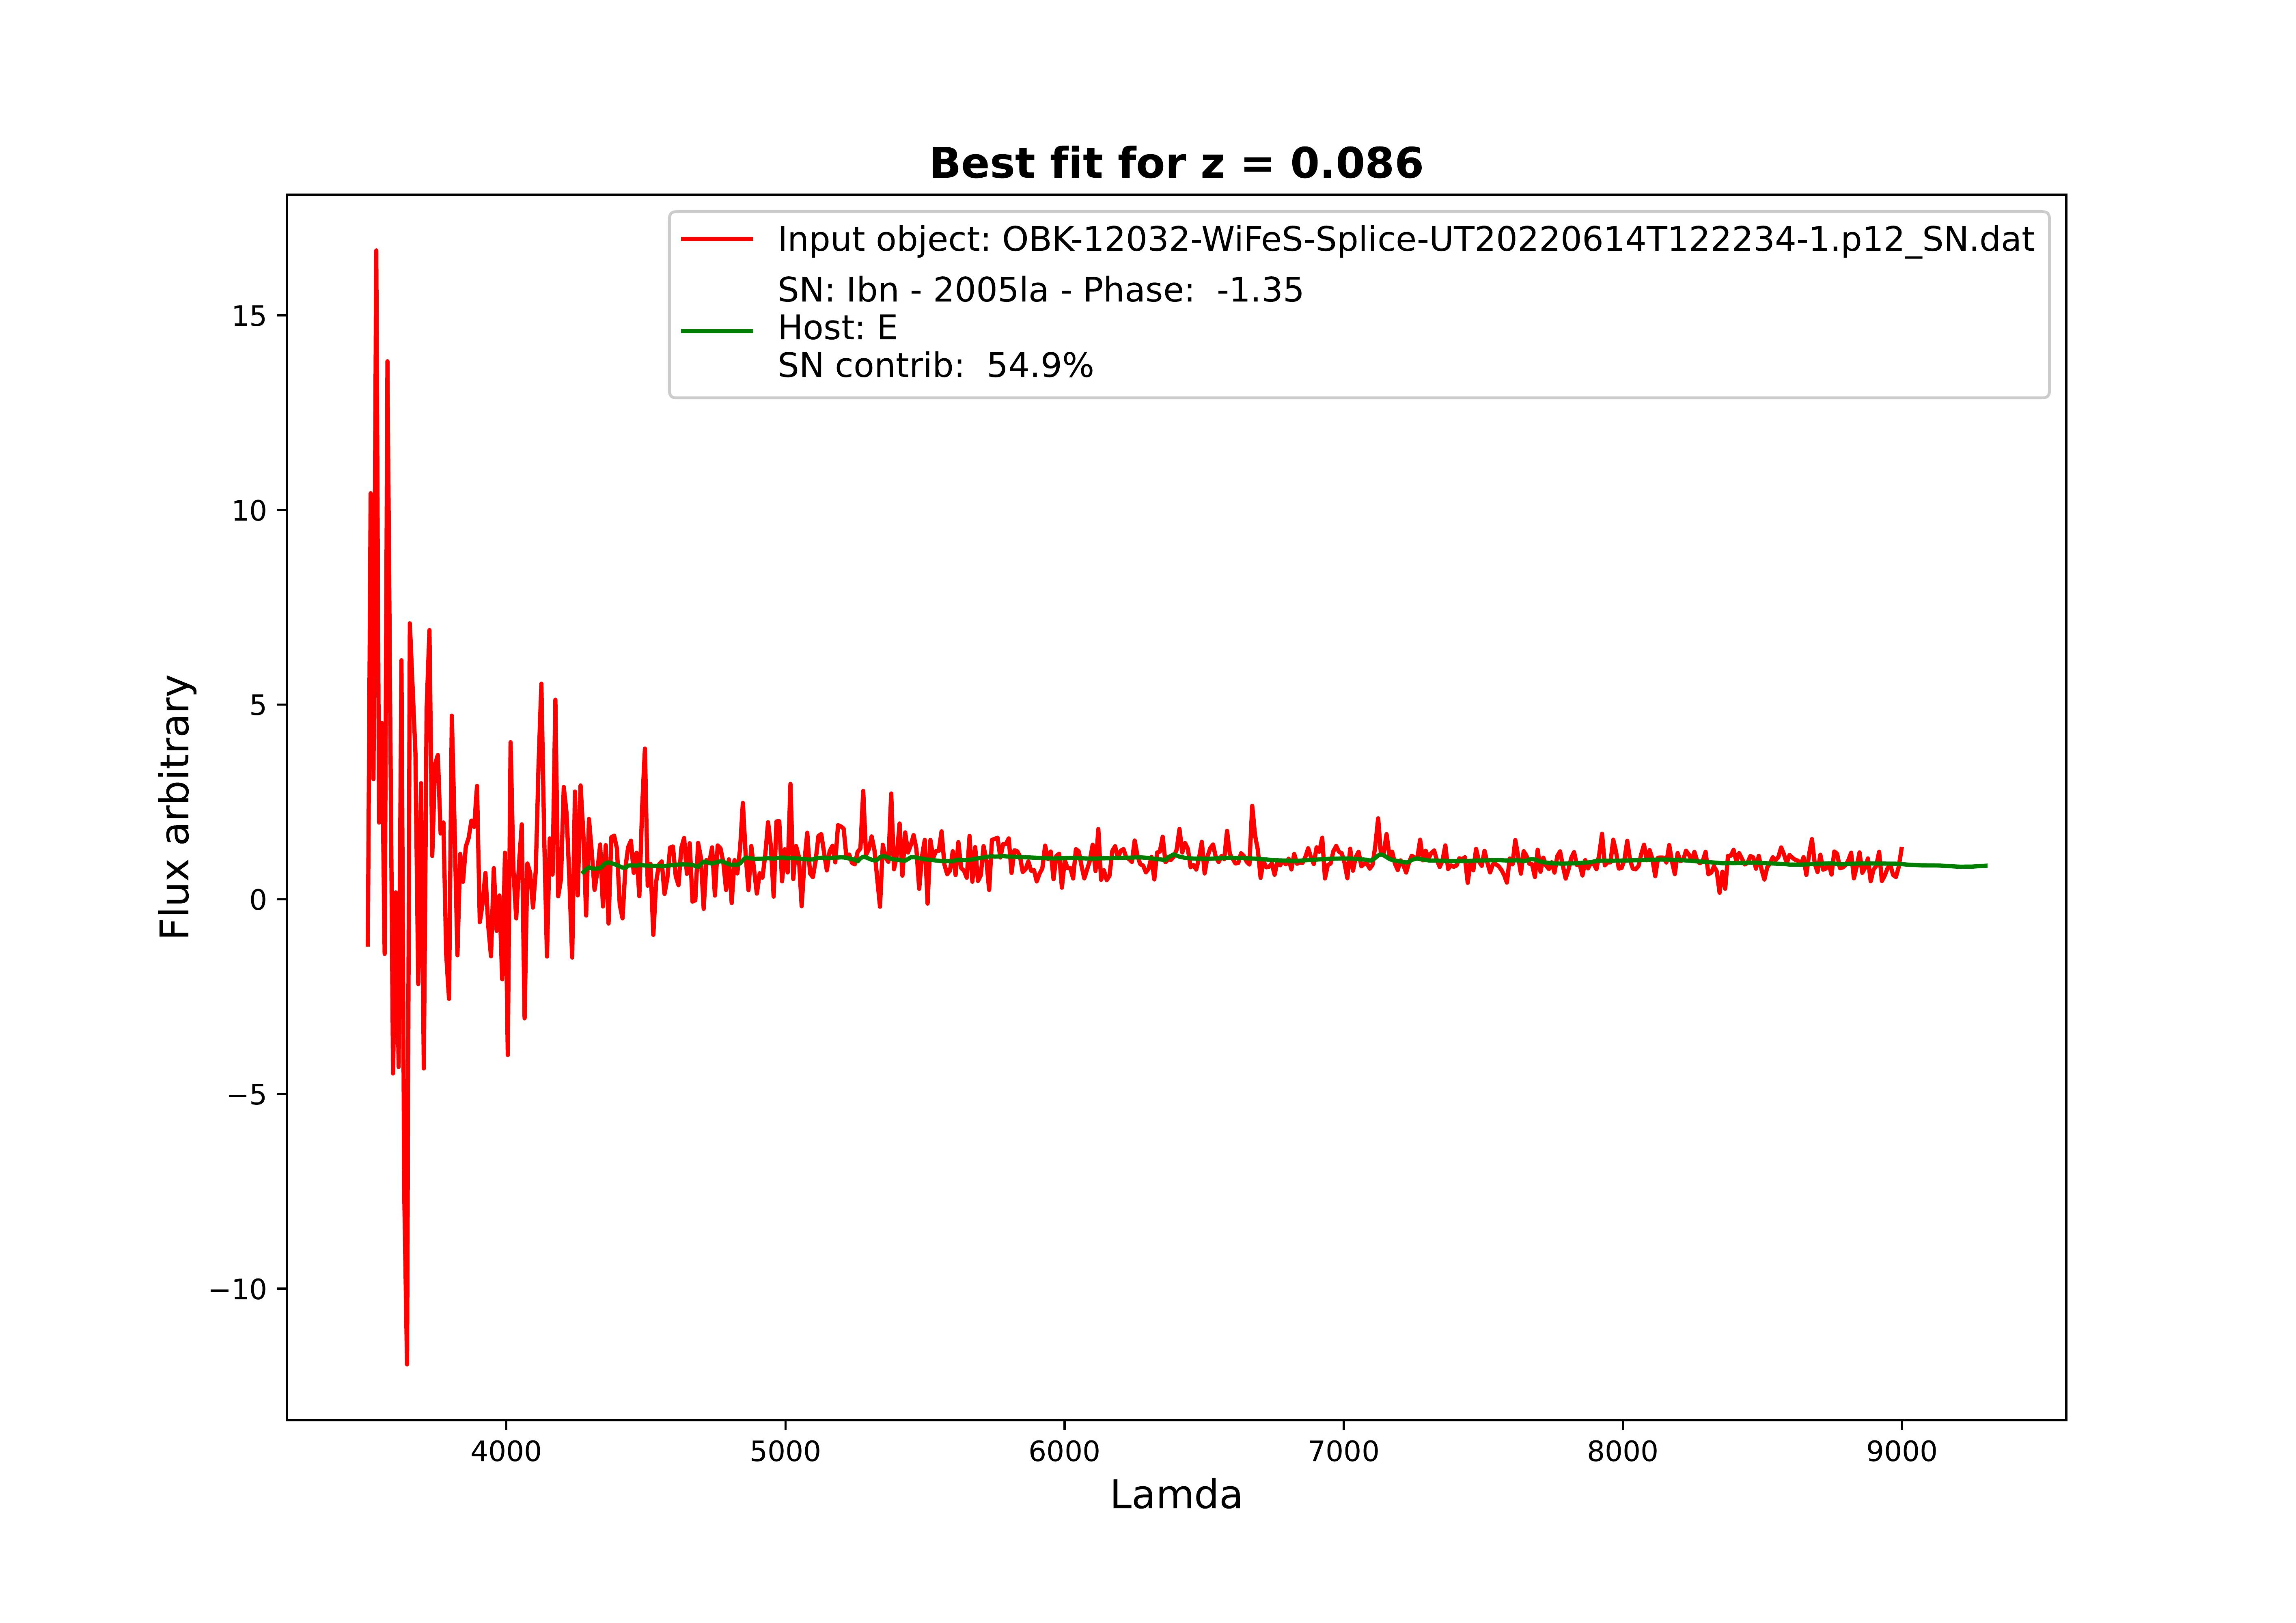 Best fit for z = 0.086
Input object: OBK-12032-WiFeS-Splice-UT20220614T122234-1.p12_SN.dat
SN: Ibn - 2005la - Phase:  -1.35
Host: E
SN contrib:  54.9%
15
10
5
0
−5
−10
Flux arbitrary
4000 5000 6000 7000 8000 9000
Lamda